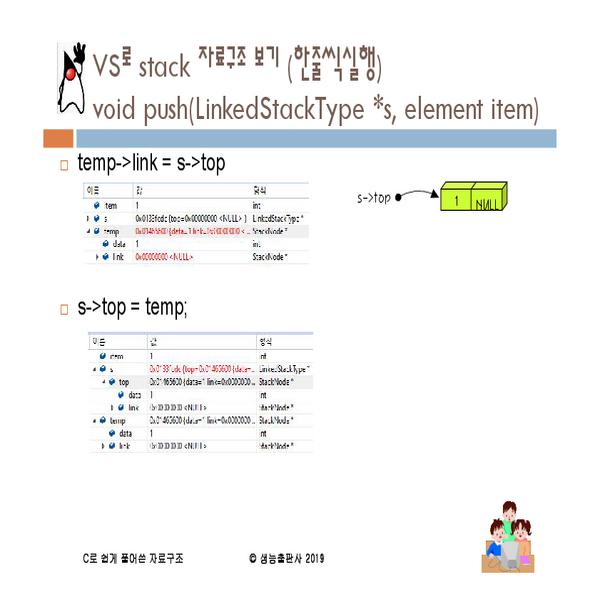 VS로 stack 자료구조 보기 (한줄씩실행)
void push(LinkedStackType *s, element item)
temp->link = s->top
이름 값 형식
item 1 int
s 0x0133fcdc {top=0x00000000 <NULL> } LinkedStackType *
temp 0x01465600 {data=1 link=0x00000000 < ... StackNode *
data 1 int
link 0x00000000 <NULL> StackNode *
s->top
1 NULL
s->top = temp;
이름 값 형식
item 1 int
s 0x0133fcdc {top=0x01465600 {data=... LinkedStackType *
top 0x01465600 {data=1 link=0x0000000... StackNode *
data 1 int
link 0x00000000 <NULL> StackNode *
temp 0x01465600 {data=1 link=0x0000000... StackNode *
data 1 int
link 0x00000000 <NULL> StackNode *
C로 쉽게 풀어쓴 자료구조 © 생능출판사 2019